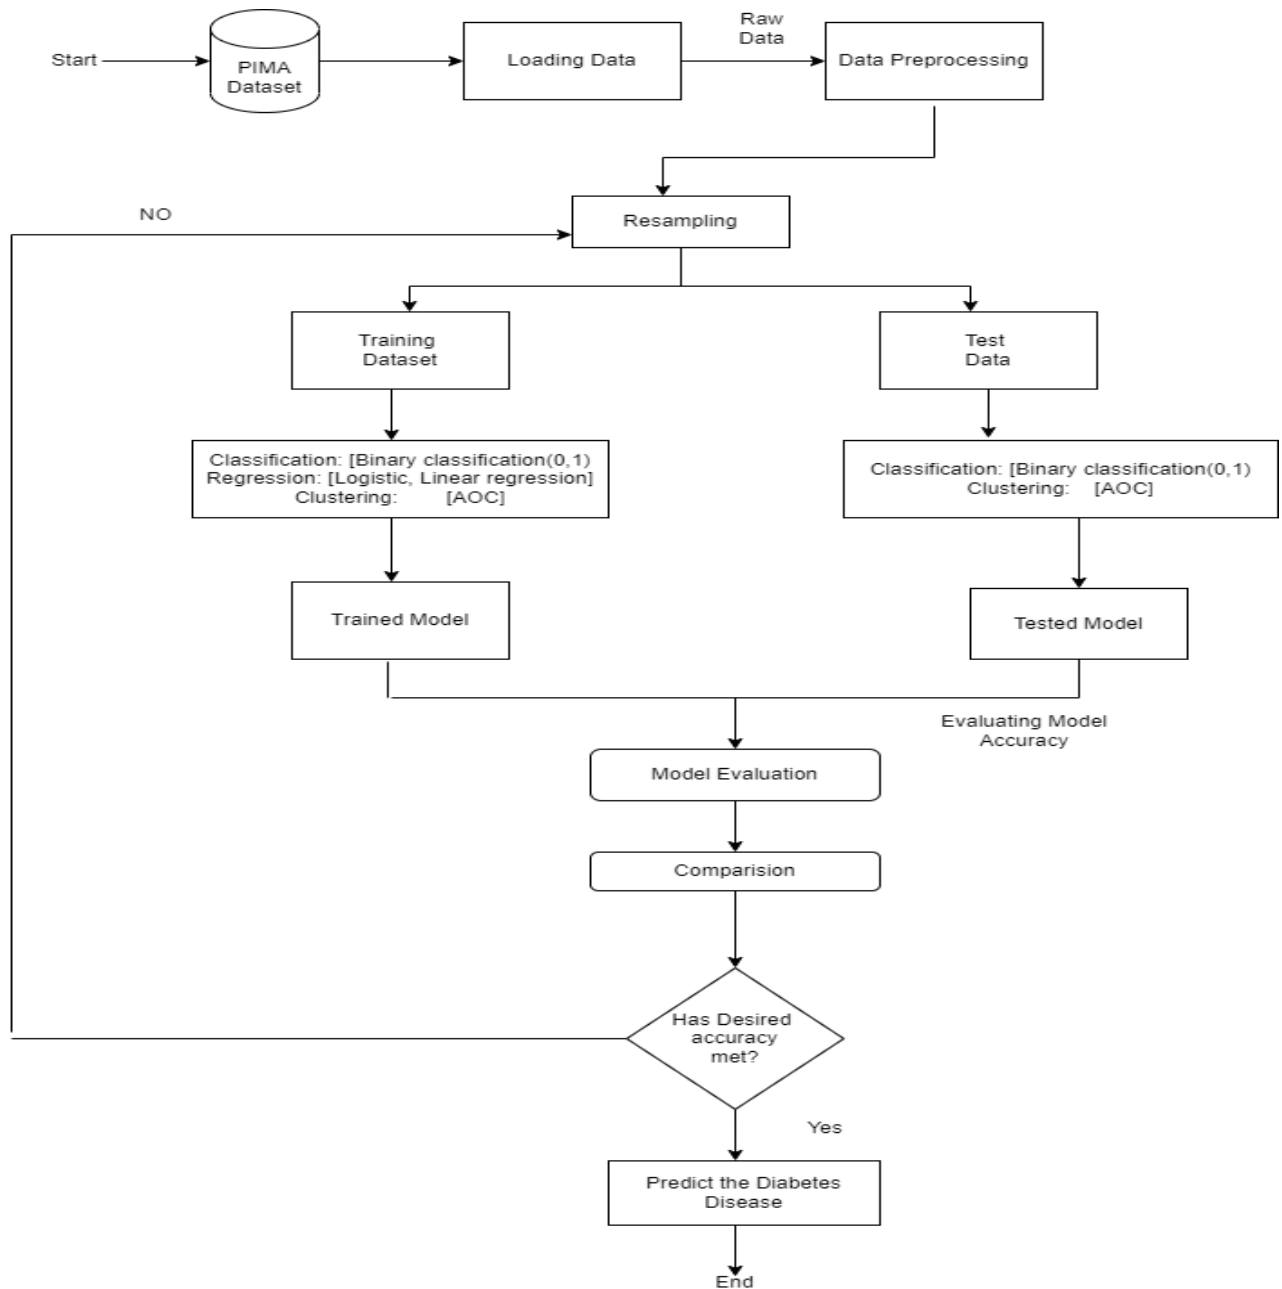 Start
PIMA
Dataset
Loading Data
Raw
Data
Data Preprocessing
NO
Resampling
Training
Dataset
Test
Data
Classification: [Binary classification(0,1)
Regression: [Logistic, Linear regression]
Clustering: [AOC]
Classification: [Binary classification(0,1)
Clustering: [AOC]
Trained Model
Tested Model
Evaluating Model
Accuracy
Model Evaluation
Comparision
Has Desired
accuracy
met?
Yes
Predict the Diabetes
Disease
End